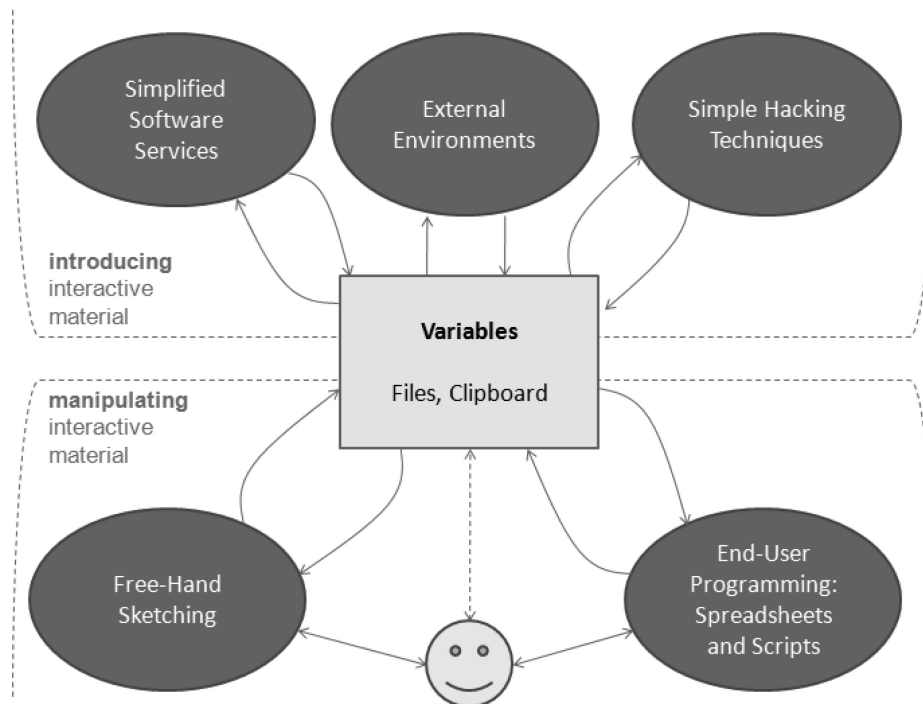 Simplified
Software
Services
External
Environments
Simple Hacking
Techniques
introducing
interactive
material
Variables
Files, Clipboard
manipulating
interactive
material
Free-Hand
Sketching
End-User
Programming:
Spreadsheets
and Scripts